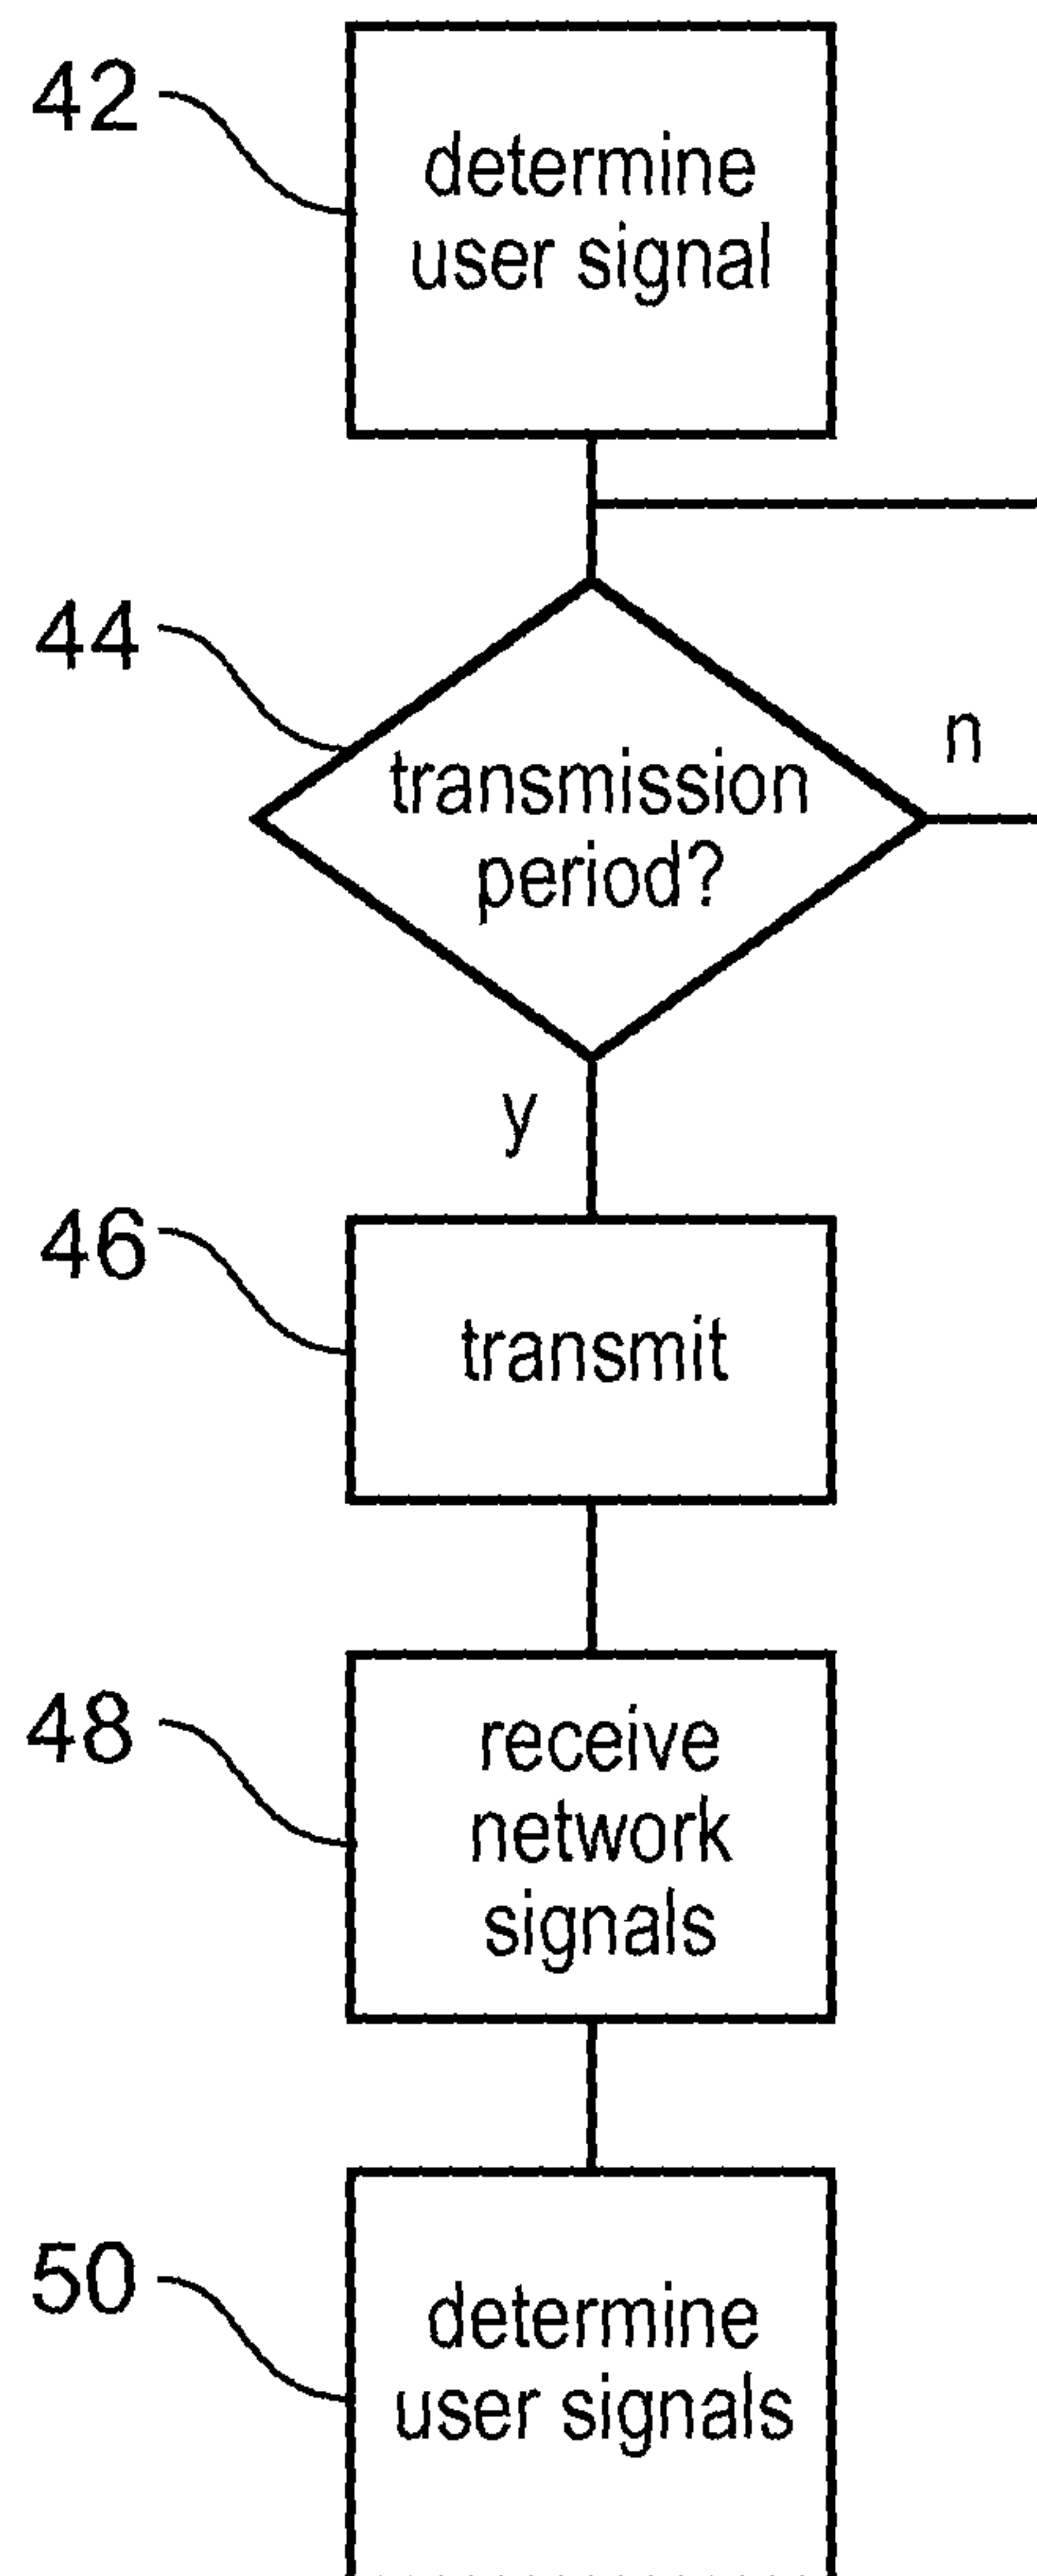 42
determine
user signal
44
n
transmission
period?
y
46
transmit
48
receive
network
signals
50
determine
user signals